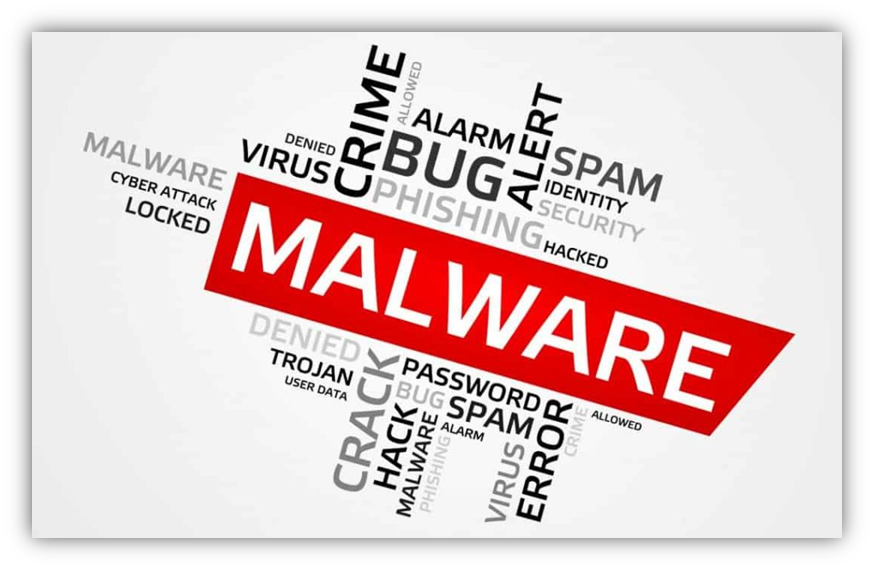 CRIME
ALLOWED
ALARM
ALERT
DENIED
BUG
SPAM
MALWARE
VIRUS
IDENTITY
CYBER ATTACK
PHISHING
SECURITY
LOCKED
HACKED
MALWARE
DENIED
TROJAN
CRACK
PASSWORD
USER DATA
BUG
SPAM
ERROR
CRIME
ALLOWED
HACK
MALWARE
ALARM
PHISHING
VIRUS